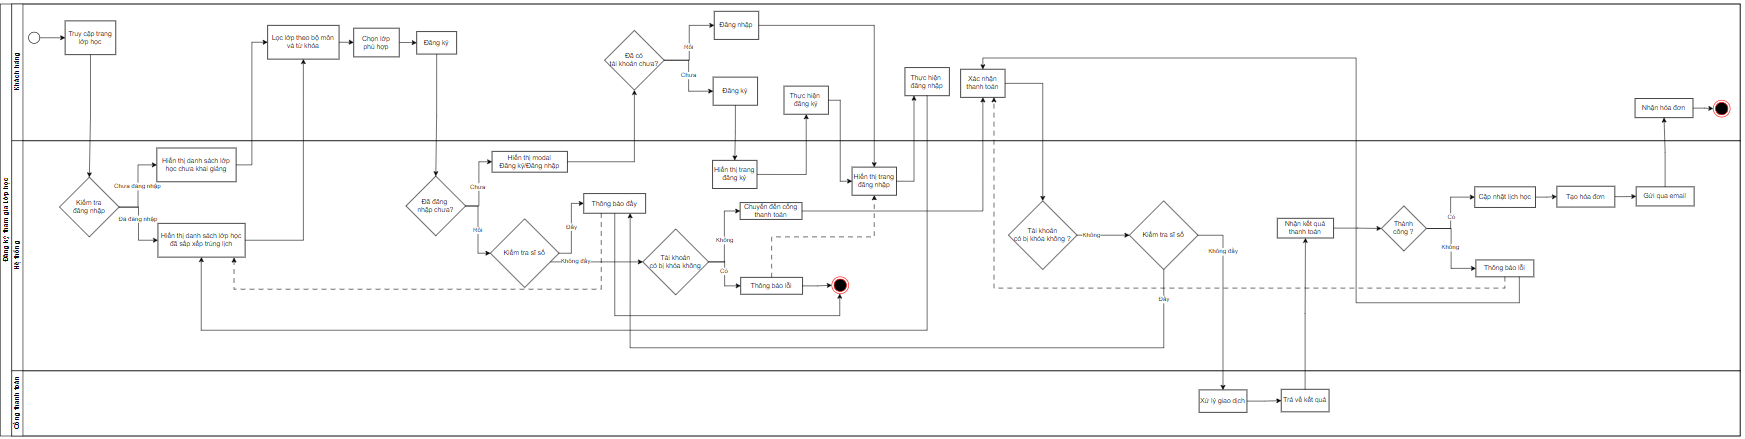 Đăng ký tham gia lớp học
Khách hàng
Truy cập trang
lớp học
Lọc lớp theo bộ môn
và từ khóa
Chọn lớp
phù hợp
Đăng ký
Đã có
tài khoản chưa?
Rồi
Chưa
Đăng nhập
Đăng ký
Thực hiện
đăng ký
Thực hiện
đăng nhập
Xác nhận
thanh toán
Nhận hóa đơn
Hệ thống
Kiểm tra
đăng nhập
Chưa đăng nhập
Đã đăng nhập
Hiển thị danh sách lớp
học chưa khai giảng
Hiển thị danh sách lớp học
đã sắp xếp trùng lịch
Đã đăng
nhập chưa?
Chưa
Rồi
Hiển thị modal
Đăng ký/Đăng nhập
Kiểm tra sĩ số
Đầy
Không đầy
Thông báo đầy
Tài khoản
có bị khóa không
Không
Có
Chuyển đến cổng
thanh toán
Thông báo lỗi
Hiển thị trang
đăng ký
Hiển thị trang
đăng nhập
Tài khoản
có bị khóa không ?
Không
Kiểm tra sĩ số
Không đầy
Đầy
Nhận kết quả
thanh toán
Thành
công ?
Có
Không
Cập nhật lịch học
Tạo hóa đơn
Gửi qua email
Thông báo lỗi
Cổng thanh toán
Xử lý giao dịch
Trả về kết quả